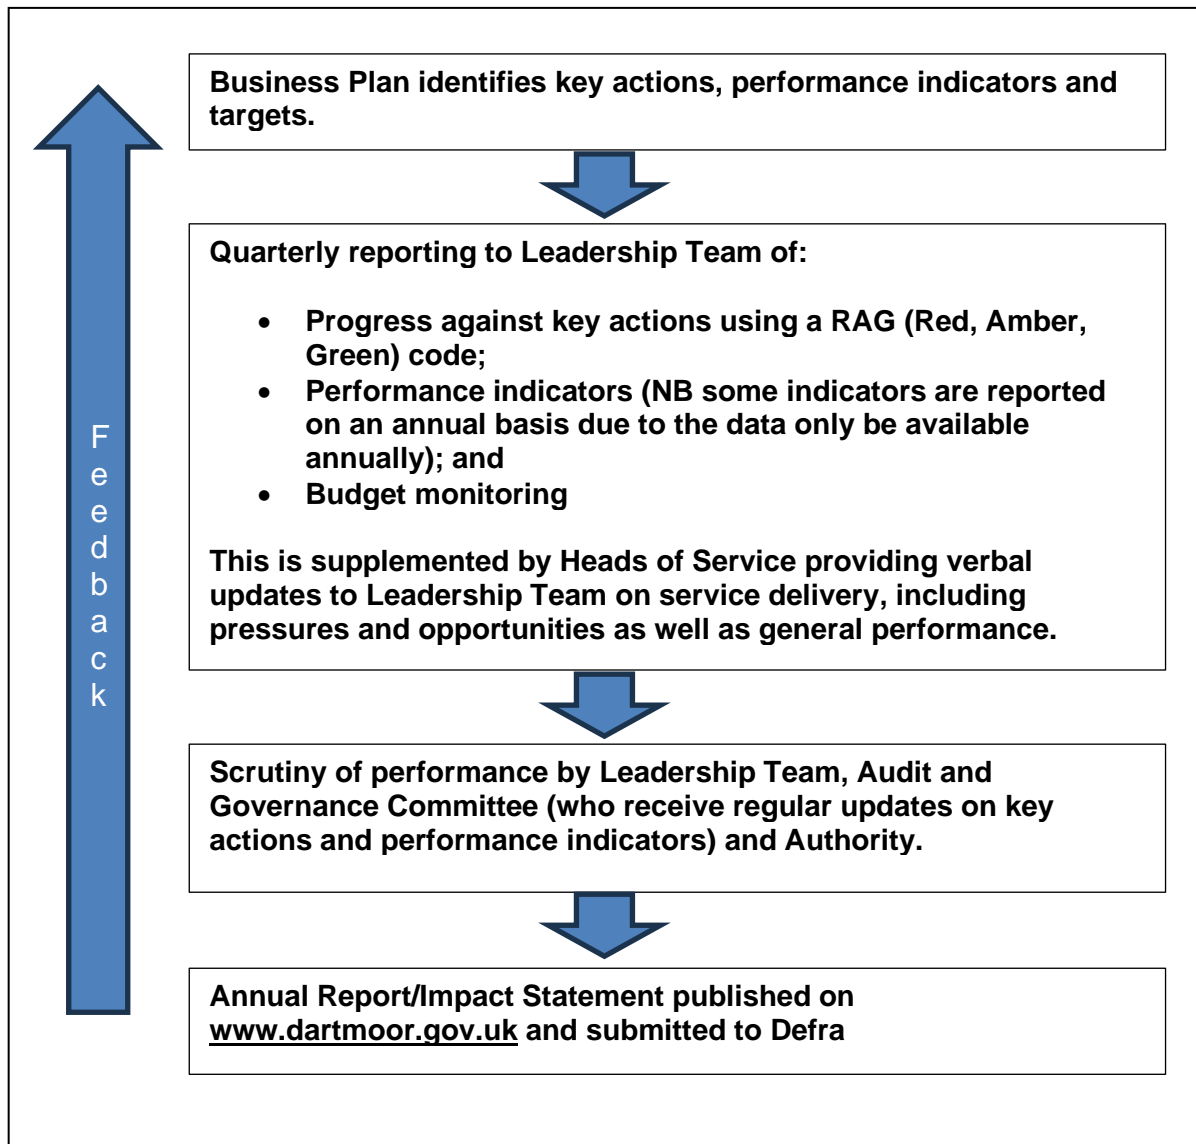 Business Plan identifies key actions, performance indicators and
targets.
Quarterly reporting to Leadership Team of:
• Progress against key actions using a RAG (Red, Amber,
Green) code;
• Performance indicators (NB some indicators are reported
on an annual basis due to the data only be available
annually); and
• Budget monitoring
This is supplemented by Heads of Service providing verbal
updates to Leadership Team on service delivery, including
pressures and opportunities as well as general performance.
Scrutiny of performance by Leadership Team, Audit and
Governance Committee (who receive regular updates on key
actions and performance indicators) and Authority.
Annual Report/Impact Statement published on
www.dartmoor.gov.uk and submitted to Defra
Feedback